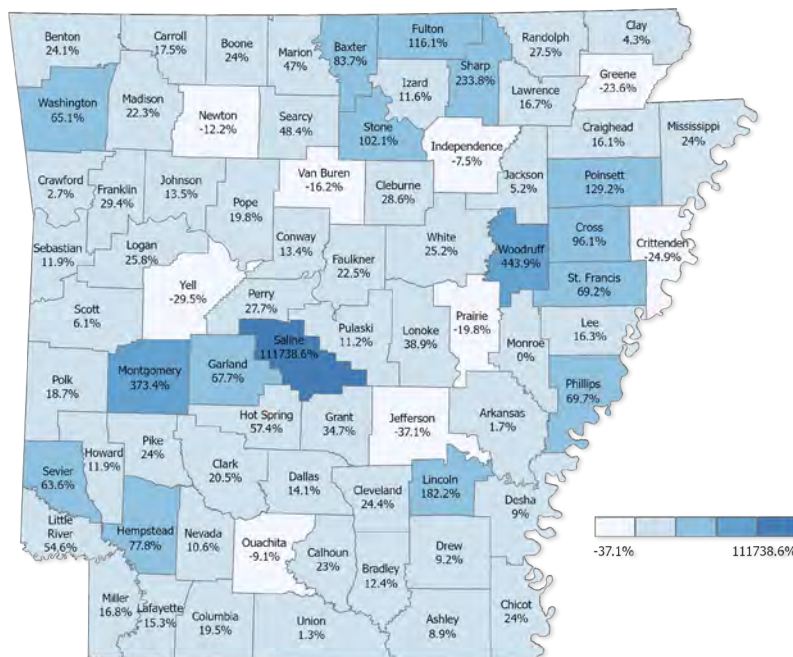 Benton
24.1%
Carroll
17.5%
Boone
24%
Marion
47%
Baxter
83.7%
Fulton
116.1%
Sharp
233.8%
Randolph
27.5%
Clay
4.3%
Greene
-23.6%
Izard
11.6%
Lawrence
16.7%
Washington
65.1%
Madison
22.3%
Newton
-12.2%
Searcy
48.4%
Stone
102.1%
Independence
-7.5%
Craighead
16.1%
Mississippi
24%
Jackson
5.2%
Poinsett
129.2%
Van Buren
-16.2%
Cleburne
28.6%
Crawford
2.7%
Franklin
29.4%
Johnson
13.5%
Pope
19.8%
Conway
13.4%
Faulkner
22.5%
White
25.2%
Woodruff
443.9%
Cross
96.1%
Crittenden
-24.9%
St. Francis
69.2%
Sebastian
11.9%
Logan
25.8%
Yell
-29.5%
Perry
27.7%
Scott
6.1%
Saline
111738.6%
Pulaski
11.2%
Lonoke
38.9%
Prairie
-19.8%
Monroe
0%
Lee
16.3%
Phillips
69.7%
Polk
18.7%
Montgomery
373.4%
Garland
67.7%
Hot Spring
57.4%
Grant
34.7%
Jefferson
-37.1%
Arkansas
1.7%
Sevier
63.6%
Howard
11.9%
Pike
24%
Clark
20.5%
Dallas
14.1%
Cleveland
24.4%
Lincoln
182.2%
Desha
9%
Little
River
54.6%
Hempstead
77.8%
Nevada
10.6%
Ouachita
-9.1%
Calhoun
23%
Bradley
12.4%
Drew
9.2%
Miller
16.8%
Lafayette
15.3%
Columbia
19.5%
Union
1.3%
Ashley
8.9%
Chicot
24%
-37.1%
111738.6%